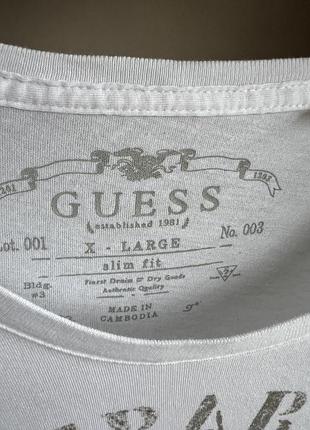 GUESS
established 1981
Lot. 001 X - LARGE No. 003
slim fit
Bldg. #3 Finest Denim & Dry Goods
Authentic Quality
MADE IN
CAMBODIA